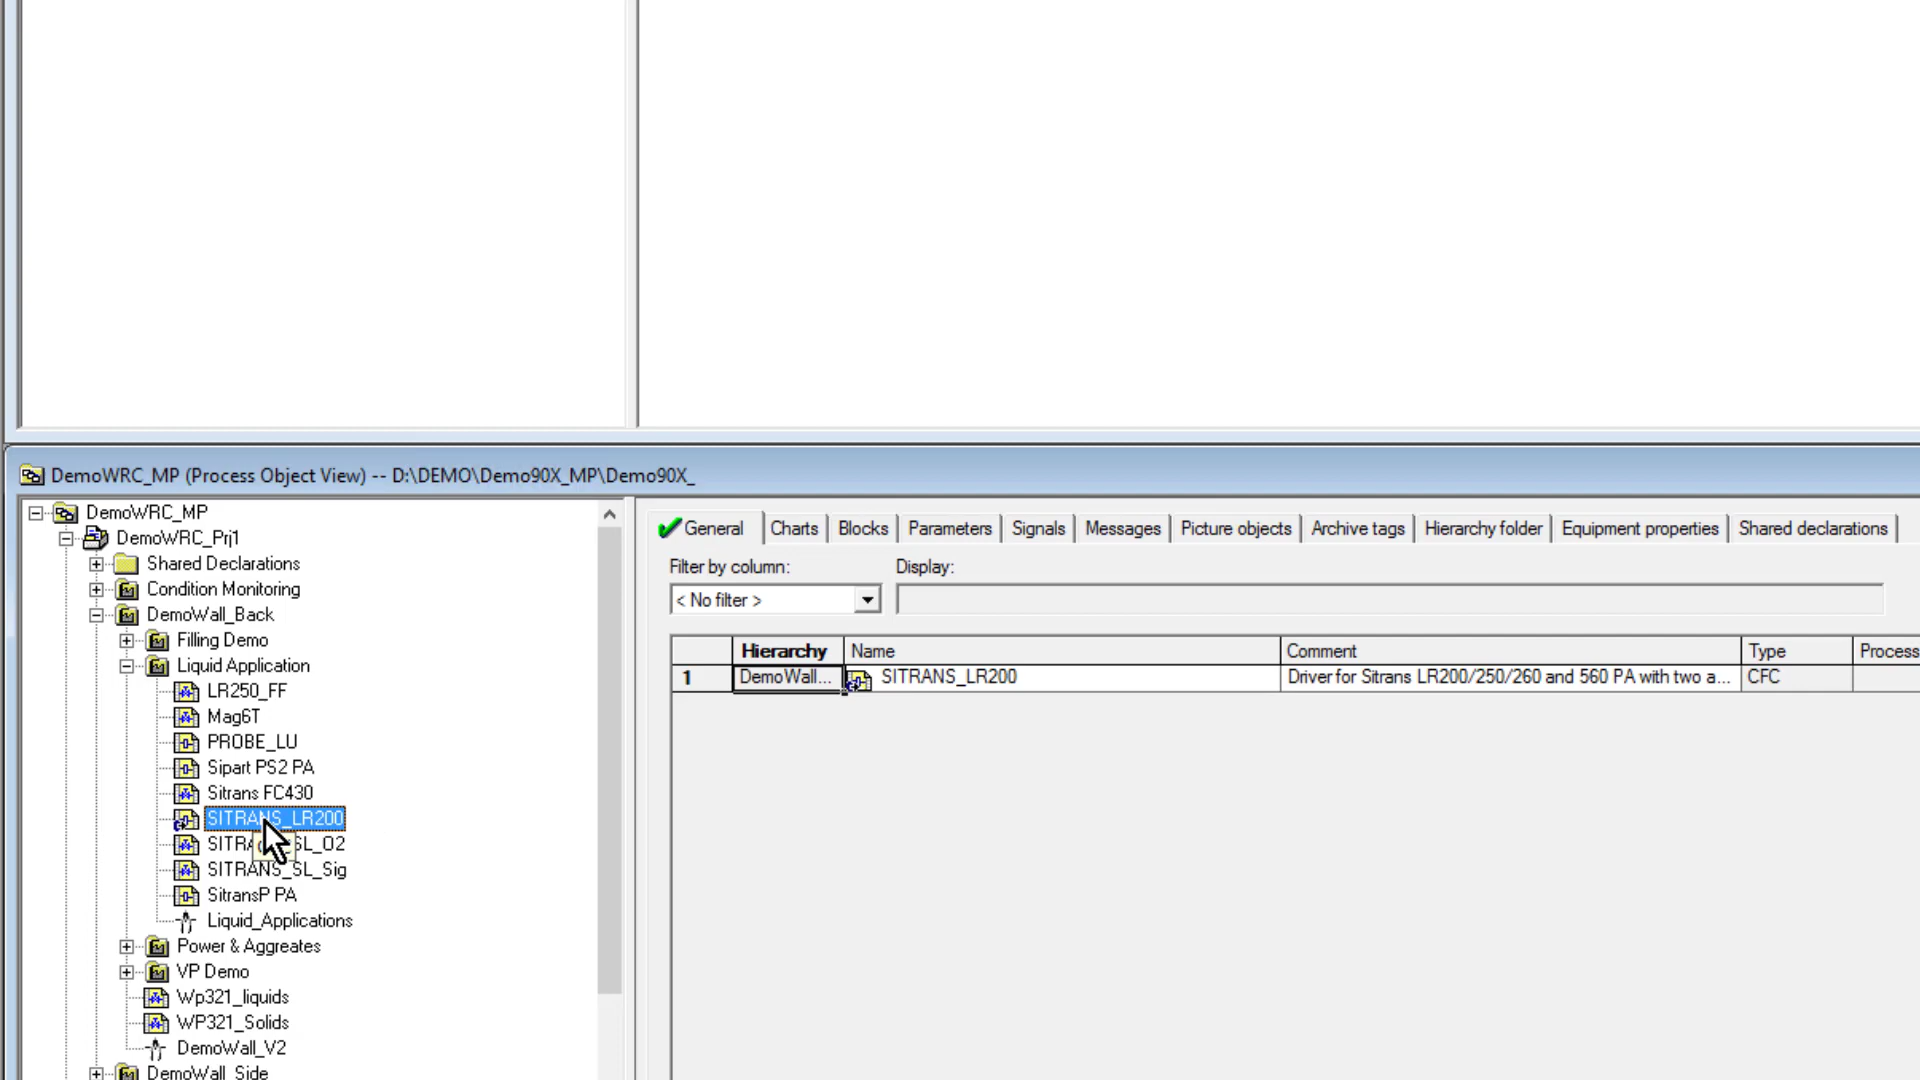 DemoWRC_MP (Process Object View) -- D:\DEMO\Demo90X_MP\Demo90X_
DemoWRC_MP
DemoWRC_Prj1
Shared Declarations
Condition Monitoring
DemoWall_Back
Filling Demo
Liquid Application
LR250_FF
Mag6T
PROBE_LU
Sipart PS2 PA
Sitrans FC430
SITRANS_LR200
SL_O2
SITRANS_SL_Sig
SitransP PA
Liquid_Applications
Power & Aggreates
VP Demo
Wp321_liquids
WP321_Solids
DemoWall_V2
DemoWall_Side
General Charts Blocks Parameters Signals Messages Picture objects Archive tags Hierarchy folder Equipment properties Shared declarations
Filter by column: Display:
< No filter >
Hierarchy Name Comment Type Process
1 DemoWall... SITRANS_LR200 Driver for Sitrans LR200/250/260 and 560 PA with two a... CFC